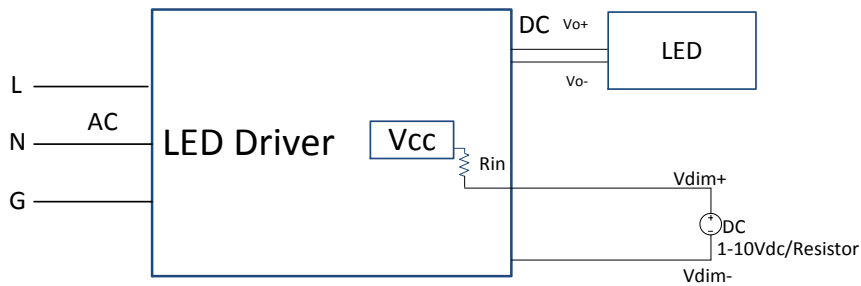 DC Vo+
LED
Vo-
L
AC
N
LED Driver
Vcc
Rin
G
Vdim+
+
-
DC
1-10Vdc/Resistor
Vdim-